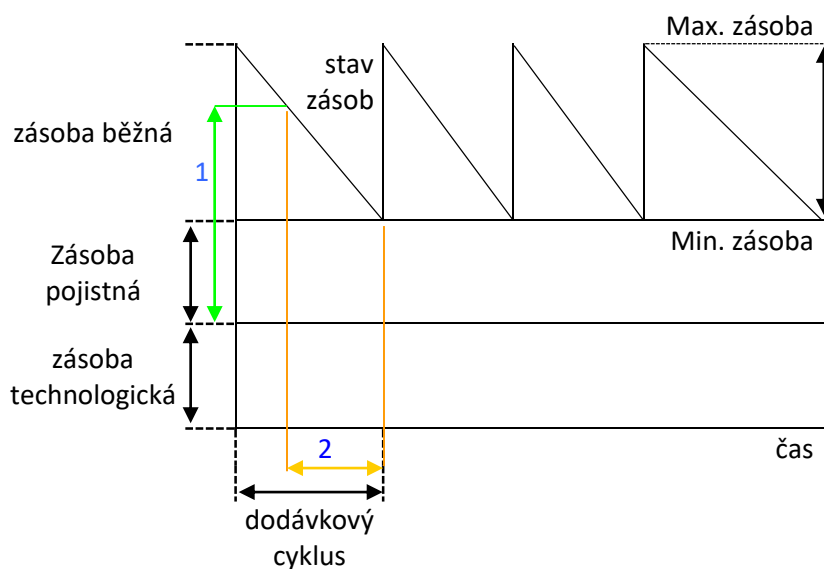 Max. zásoba
stav
zásob
zásoba běžná
1
Min. zásoba
Zásoba
pojistná
zásoba
technologická
čas
2
dodávkový
cyklus